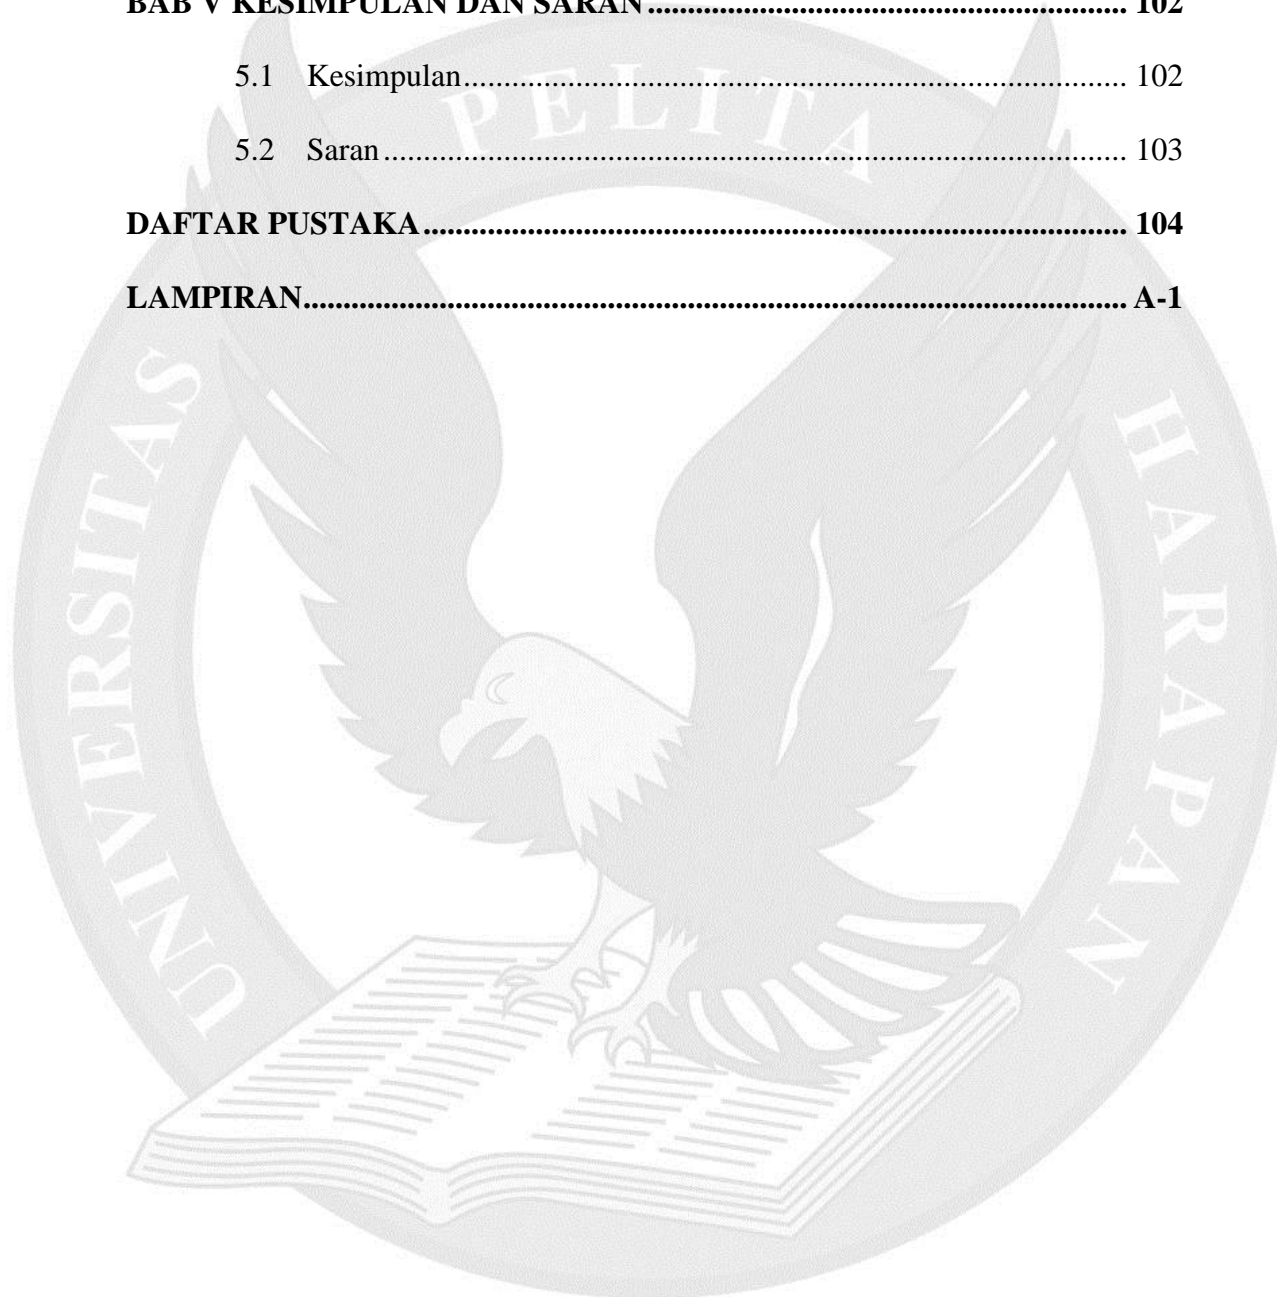 BAB V KESIMPULAN DAN SARAN............................................................. 102
5.1 Kesimpulan.................................................................................... 102
5.2 Saran.............................................................................................. 103
DAFTAR PUSTAKA.......................................................................................... 104
LAMPIRAN......................................................................................................... A-1
UNIVERSITAS PELITA HARAPAN